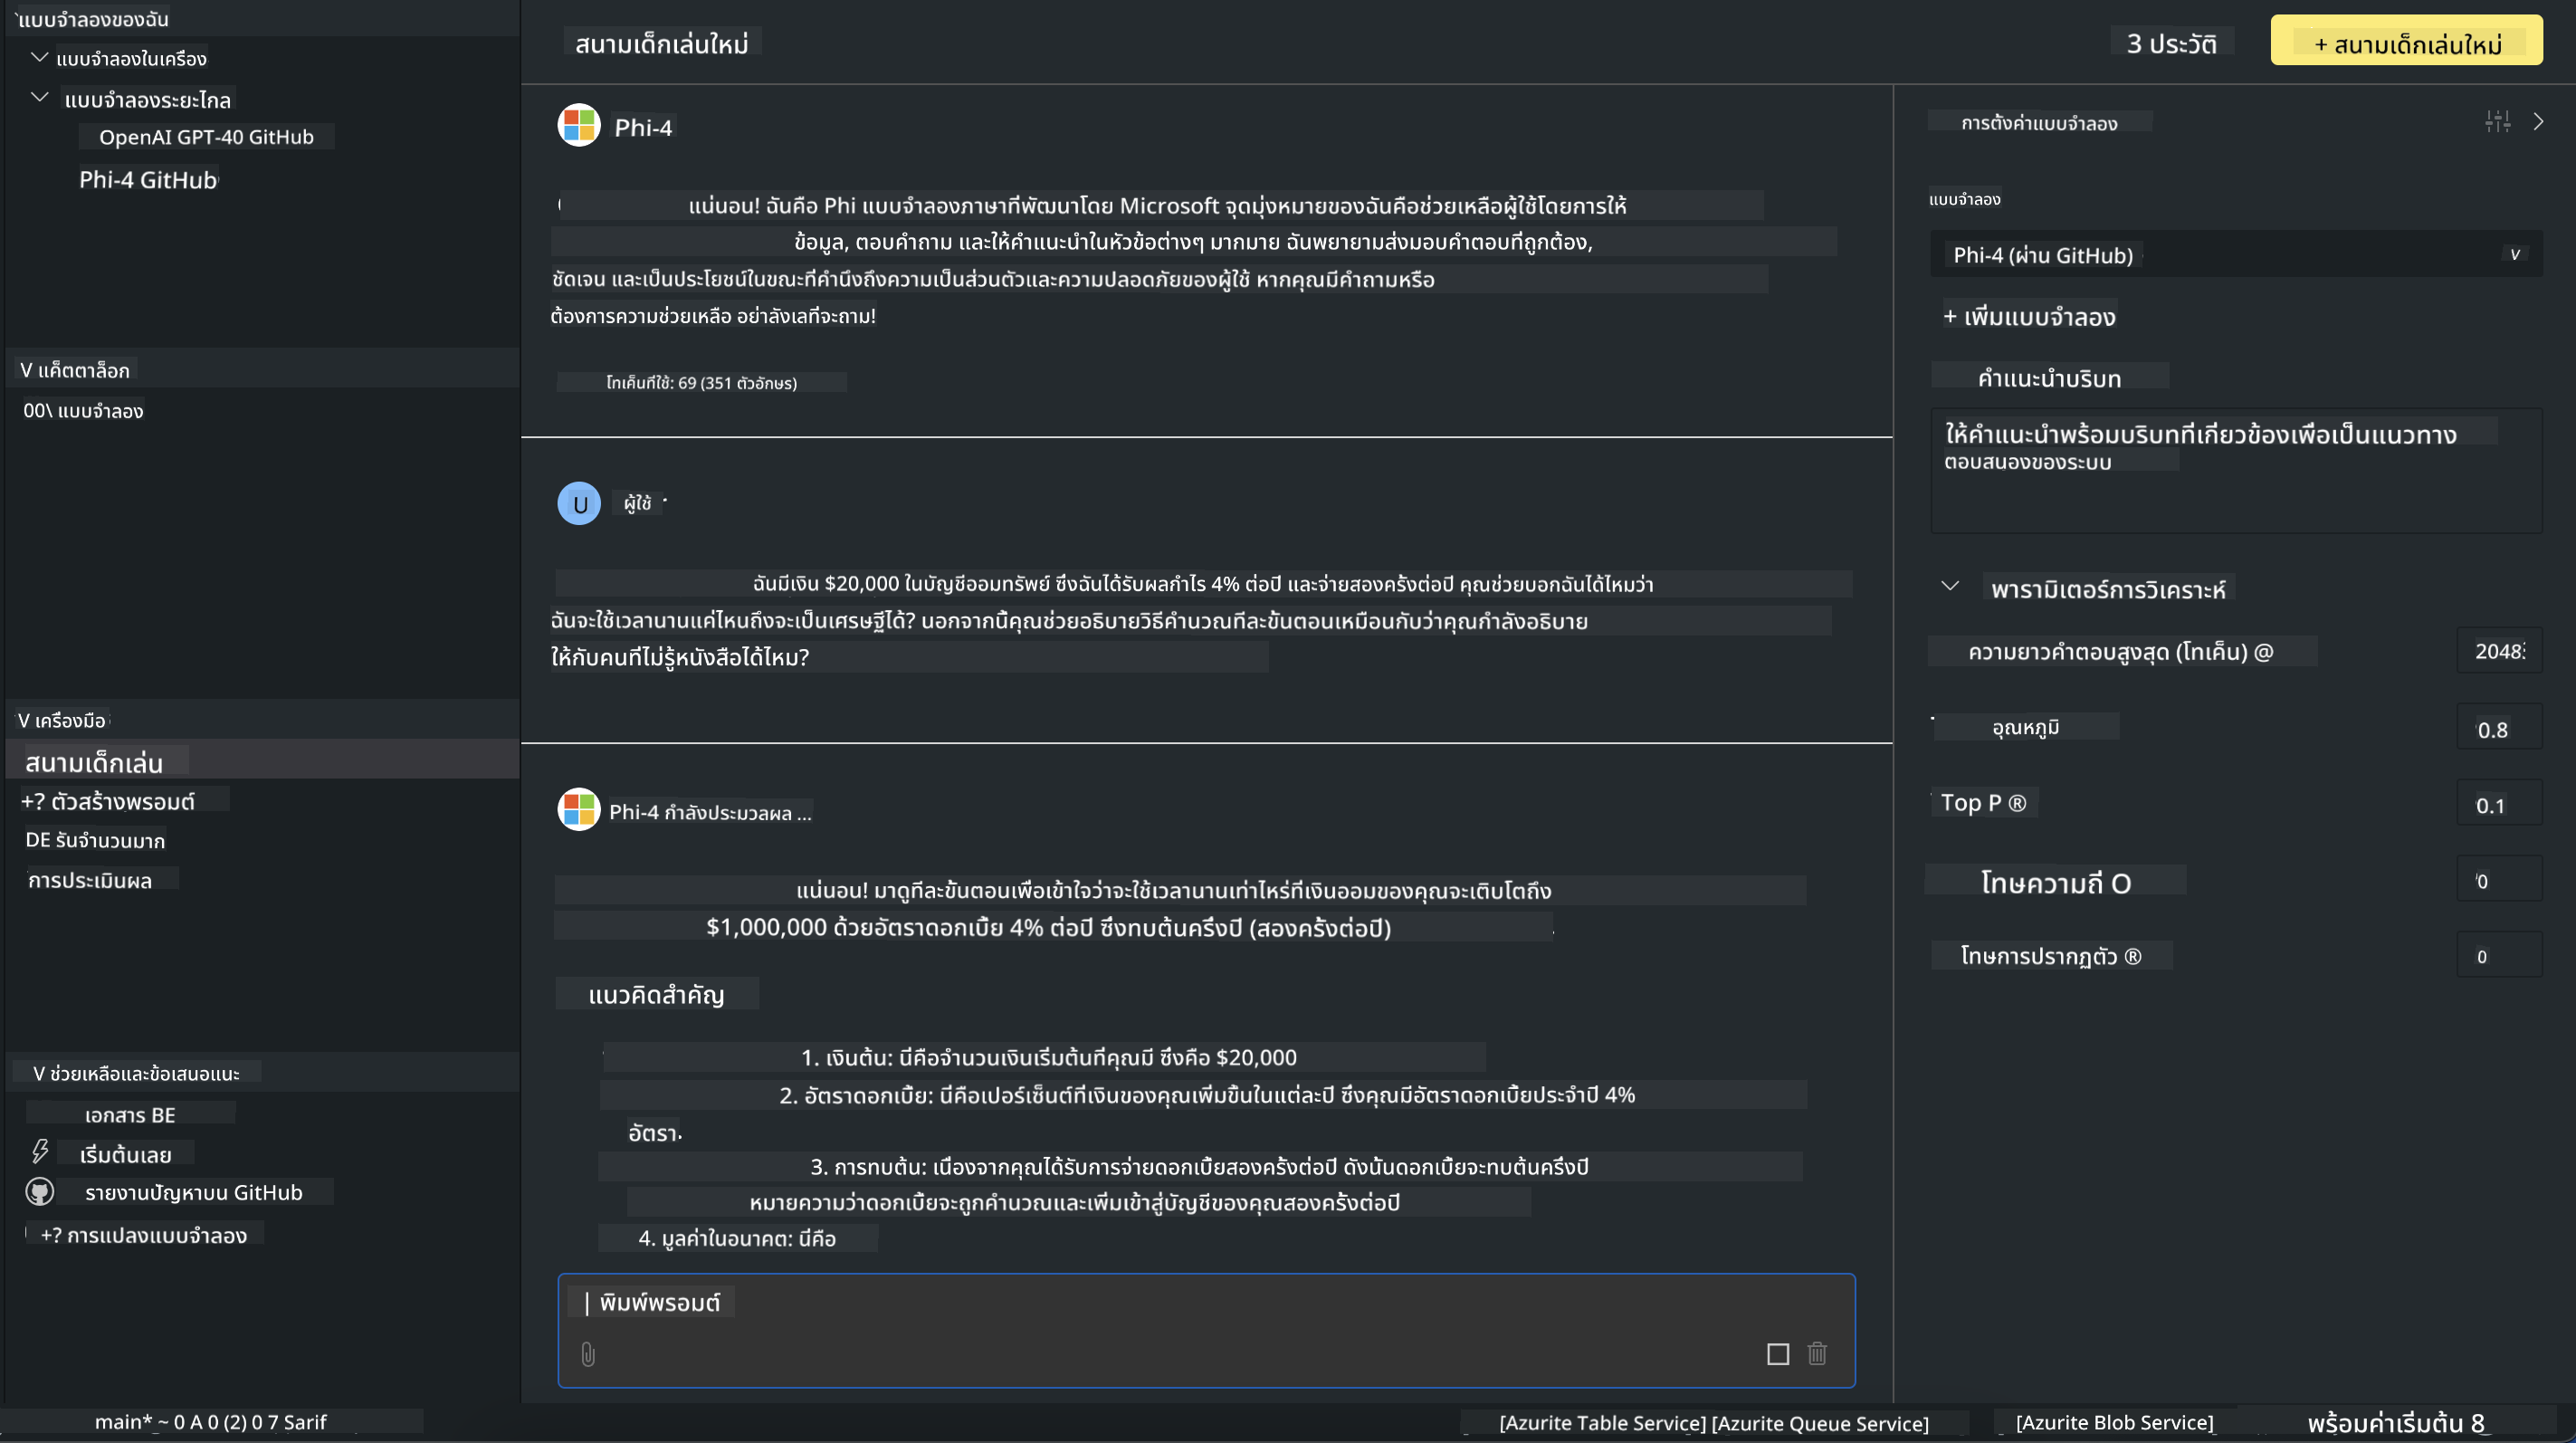 แบบจำลองของฉัน
แบบจำลองในเครื่อง
แบบจำลองระยะไกล
OpenAI GPT-40 GitHub
Phi-4 GitHub
V แค็ตตาล็อก
00\ แบบจำลอง
V เครื่องมือ
สนามเด็กเล่น
+? ตัวสร้างพรอมต์
DE รันจำนวนมาก
การประเมินผล
V ช่วยเหลือและข้อเสนอแนะ
เอกสาร BE
เริ่มต้นเลย
รายงานปัญหาบน GitHub
+? การแปลงแบบจำลอง
สนามเด็กเล่นใหม่
3 ประวัติ
+ สนามเด็กเล่นใหม่
Phi-4
แน่นอน! ฉันคือ Phi แบบจำลองภาษาที่พัฒนาโดย Microsoft จุดมุ่งหมายของฉันคือช่วยเหลือผู้ใช้โดยการให้
ข้อมูล, ตอบคำถาม และให้คำแนะนำในหัวข้อต่างๆ มากมาย ฉันพยายามส่งมอบคำตอบที่ถูกต้อง,
ชัดเจน และเป็นประโยชน์ในขณะที่คำนึงถึงความเป็นส่วนตัวและความปลอดภัยของผู้ใช้ หากคุณมีคำถามหรือ
ต้องการความช่วยเหลือ อย่าลังเลที่จะถาม!
โทเค็นที่ใช้: 69 (351 ตัวอักษร)
U ผู้ใช้
ฉันมีเงิน $20,000 ในบัญชีออมทรัพย์ ซึ่งฉันได้รับผลกำไร 4% ต่อปี และจ่ายสองครั้งต่อปี คุณช่วยบอกฉันได้ไหมว่า
ฉันจะใช้เวลานานแค่ไหนถึงจะเป็นเศรษฐีได้? นอกจากนี้คุณช่วยอธิบายวิธีคำนวณทีละขั้นตอนเหมือนกับว่าคุณกำลังอธิบาย
ให้กับคนที่ไม่รู้หนังสือได้ไหม?
Phi-4 กำลังประมวลผล ...
แน่นอน! มาดูทีละขั้นตอนเพื่อเข้าใจว่าจะใช้เวลานานเท่าไหร่ที่เงินออมของคุณจะเติบโตถึง
$1,000,000 ด้วยอัตราดอกเบี้ย 4% ต่อปี ซึ่งทบต้นครึ่งปี (สองครั้งต่อปี)
แนวคิดสำคัญ
1. เงินต้น: นี่คือจำนวนเงินเริ่มต้นที่คุณมี ซึ่งคือ $20,000
2. อัตราดอกเบี้ย: นี่คือเปอร์เซ็นต์ที่เงินของคุณเพิ่มขึ้นในแต่ละปี ซึ่งคุณมีอัตราดอกเบี้ยประจำปี 4%
อัตรา.
3. การทบต้น: เนื่องจากคุณได้รับการจ่ายดอกเบี้ยสองครั้งต่อปี ดังนั้นดอกเบี้ยจะทบต้นครึ่งปี
หมายความว่าดอกเบี้ยจะถูกคำนวณและเพิ่มเข้าสู่บัญชีของคุณสองครั้งต่อปี
4. มูลค่าในอนาคต: นี่คือ
| พิมพ์พรอมต์
การตั้งค่าแบบจำลอง
แบบจำลอง
Phi-4 (ผ่าน GitHub) v
+ เพิ่มแบบจำลอง
คำแนะนำบริบท
ให้คำแนะนำพร้อมบริบทที่เกี่ยวข้องเพื่อเป็นแนวทาง
ตอบสนองของระบบ
พารามิเตอร์การวิเคราะห์
ความยาวคำตอบสูงสุด (โทเค็น) @ 2048
อุณหภูมิ 0.8
Top P ® 0.1
โทษความถี่ O 0
โทษการปรากฏตัว ® 0
main* ~ 0 A 0 (2) 0 7 Sarif
[Azurite Table Service] [Azurite Queue Service]
[Azurite Blob Service]
พร้อมค่าเริ่มต้น 8